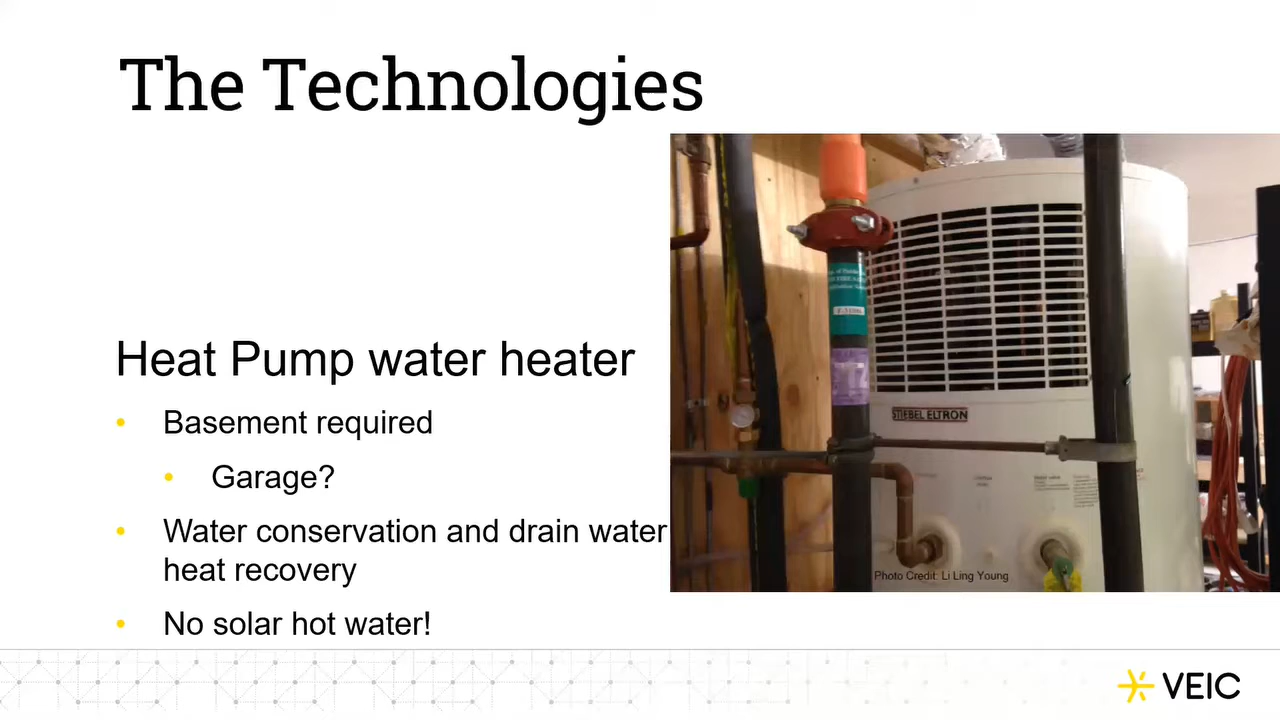 The Technologies
Heat Pump water heater
• Basement required
• Garage?
• Water conservation and drain water
heat recovery
• No solar hot water!
STIEBEL ELTRON
Photo Credit: Li Ling Young
VEIC